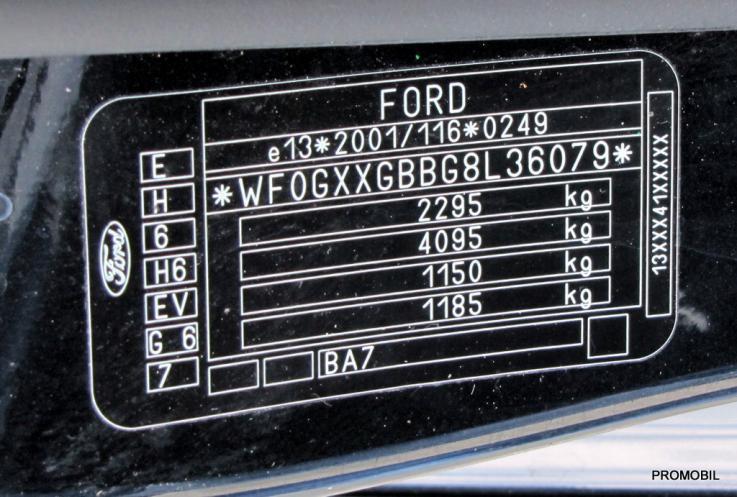 FORD
e13*2001/116*0249
*WF0GXXGBBG8L36079*
2295 kg
4095 kg
1150 kg
1185 kg
BA7
E
H
6
H6
EV
G 6
7
Ford
13XXX41XXXXX
PROMOBIL